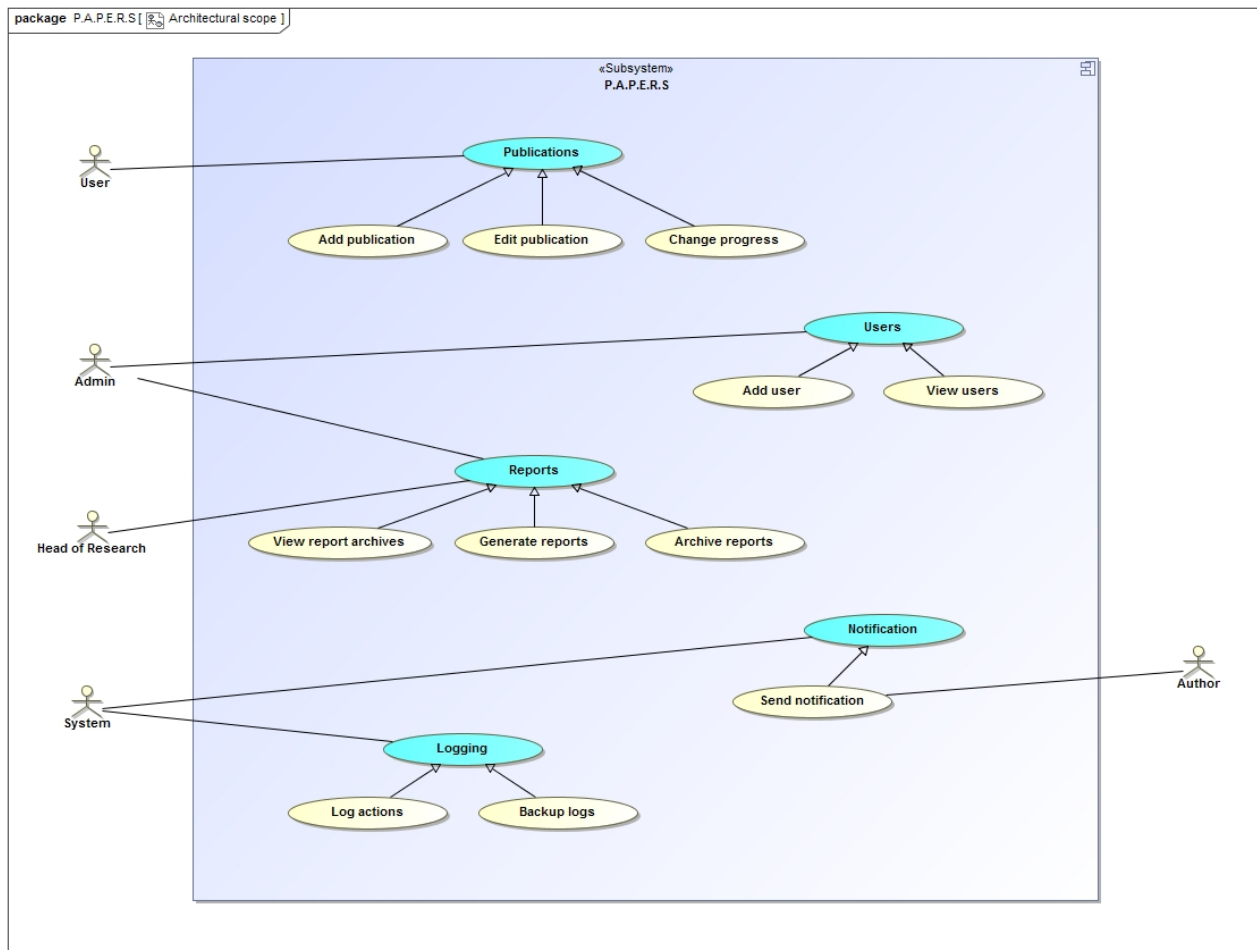 package P.A.P.E.R.S [ Architectural scope ]
«Subsystem»
P.A.P.E.R.S
Publications
User
Add publication
Edit publication
Change progress
Users
Admin
Add user
View users
Reports
Head of Research
View report archives
Generate reports
Archive reports
Notification
Author
Send notification
System
Logging
Log actions
Backup logs